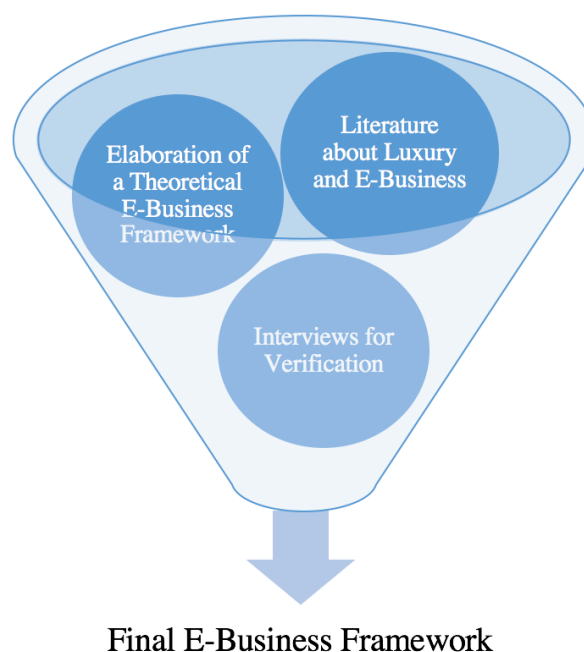 Elaboration of
a Theoretical
E-Business
Framework
Literature
about Luxury
and E-Business
Interviews for
Verification
Final E-Business Framework